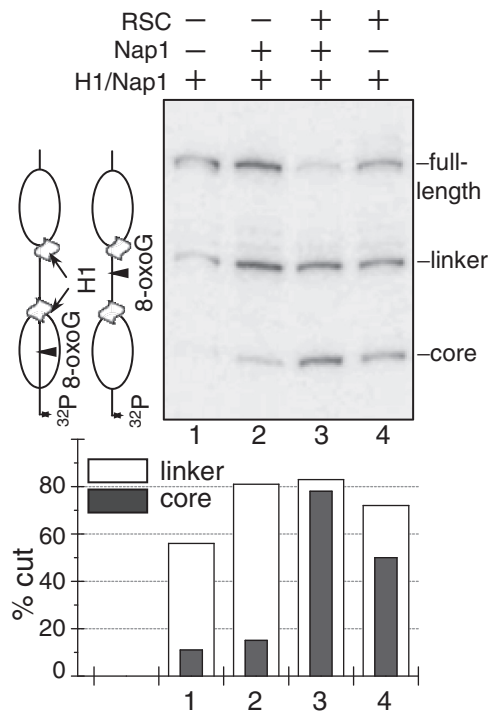 RSC − − + +
Nap1 − + + −
H1/Nap1 + + + +
–full-
length
–linker
–core
H1
8-oxoG
8-oxoG
32P
32P
1 2 3 4
linker
core
% cut
80
60
40
20
0
1 2 3 4